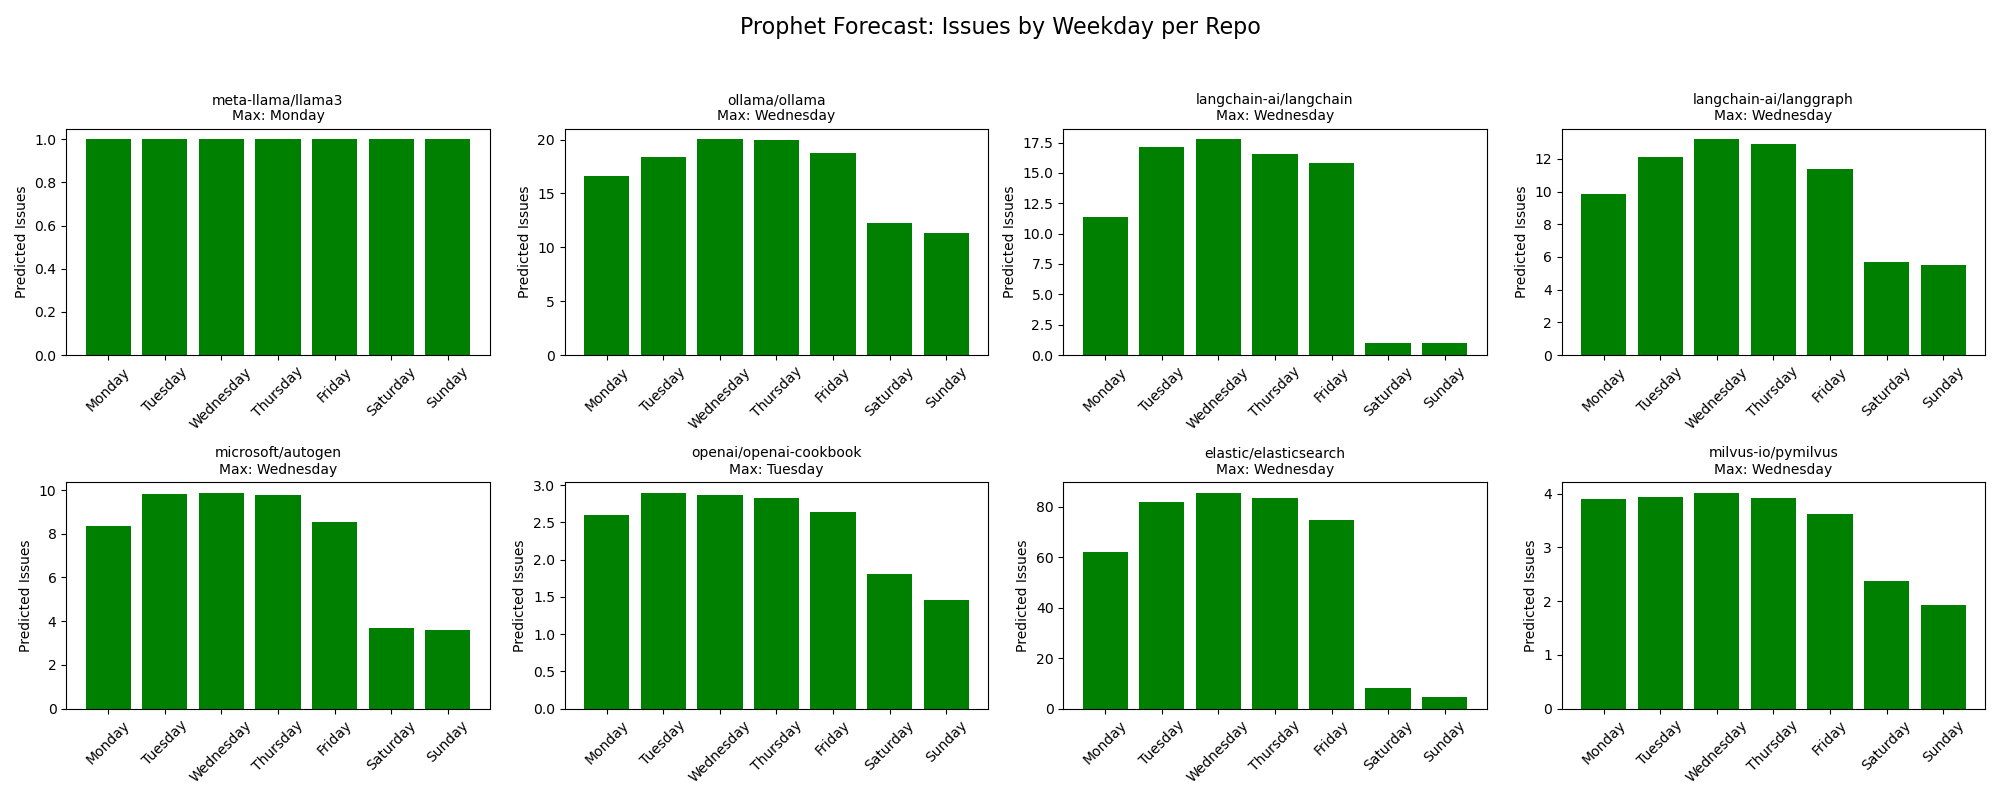 Prophet Forecast: Issues by Weekday per Repo
meta-llama/llama3
Max: Monday
Predicted Issues
1.0
0.8
0.6
0.4
0.2
0.0
Monday
Tuesday
Wednesday
Thursday
Friday
Saturday
Sunday
ollama/ollama
Max: Wednesday
Predicted Issues
20
15
10
5
0
Monday
Tuesday
Wednesday
Thursday
Friday
Saturday
Sunday
langchain-ai/langchain
Max: Wednesday
Predicted Issues
17.5
15.0
12.5
10.0
7.5
5.0
2.5
0.0
Monday
Tuesday
Wednesday
Thursday
Friday
Saturday
Sunday
langchain-ai/langgraph
Max: Wednesday
Predicted Issues
12
10
8
6
4
2
0
Monday
Tuesday
Wednesday
Thursday
Friday
Saturday
Sunday
microsoft/autogen
Max: Wednesday
Predicted Issues
10
8
6
4
2
0
Monday
Tuesday
Wednesday
Thursday
Friday
Saturday
Sunday
openai/openai-cookbook
Max: Tuesday
Predicted Issues
3.0
2.5
2.0
1.5
1.0
0.5
0.0
Monday
Tuesday
Wednesday
Thursday
Friday
Saturday
Sunday
elastic/elasticsearch
Max: Wednesday
Predicted Issues
80
60
40
20
0
Monday
Tuesday
Wednesday
Thursday
Friday
Saturday
Sunday
milvus-io/pymilvus
Max: Wednesday
Predicted Issues
4
3
2
1
0
Monday
Tuesday
Wednesday
Thursday
Friday
Saturday
Sunday